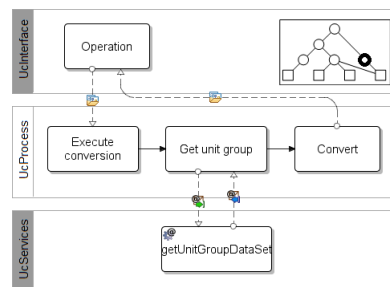 UcInterface
Operation
UcProcess
Execute
conversion
Get unit group
Convert
UcServices
getUnitGroupDataSet